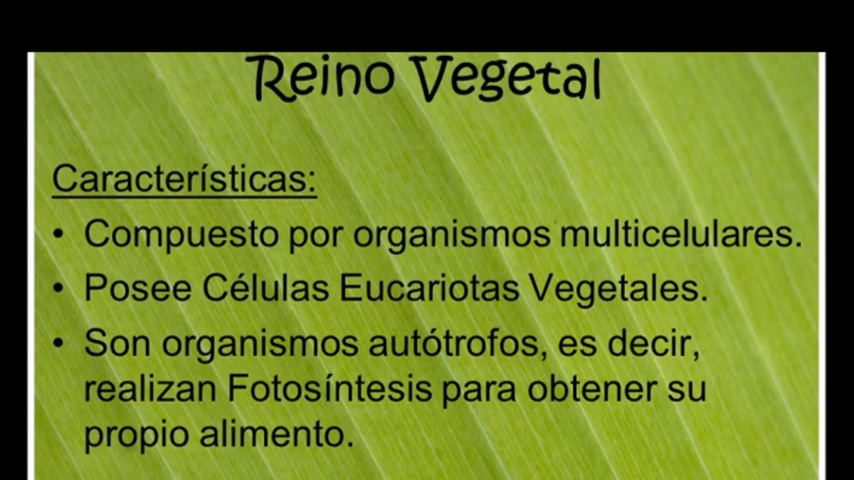 Reino Vegetal
Características:
• Compuesto por organismos multicelulares.
• Posee Células Eucariotas Vegetales.
• Son organismos autótrofos, es decir,
realizan Fotosíntesis para obtener su
propio alimento.